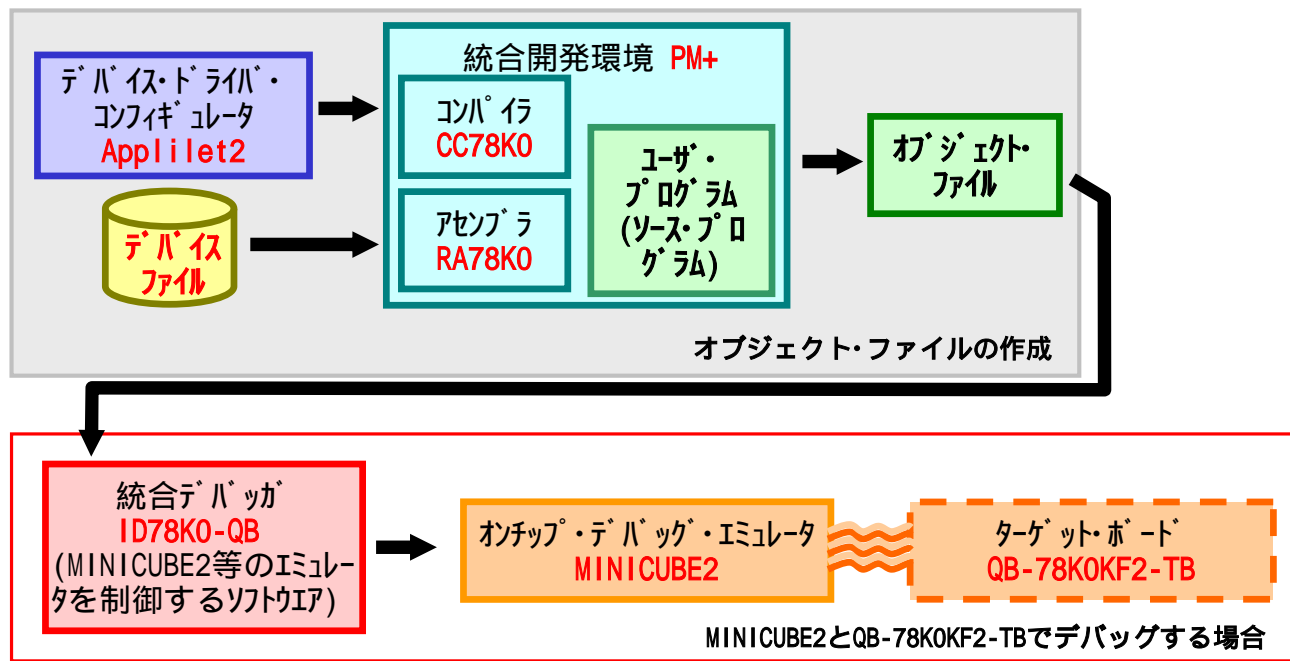 デバイス・ドライバ・
コンフィギュレータ
Applilet2
デバイス
ファイル
統合開発環境 PM+
コンパイラ
CC78K0
アセンブラ
RA78K0
ユーザ・
プログラム
(ソース・プロ
グラム)
オブジェクト・
ファイル
オブジェクト・ファイルの作成
統合デバッガ
ID78K0-QB
(MINICUBE2等のエミュレー
タを制御するソフトウエア)
オンチップ・デバッグ・エミュレータ
MINICUBE2
ターゲット・ボード
QB-78K0KF2-TB
MINICUBE2とQB-78K0KF2-TBでデバッグする場合